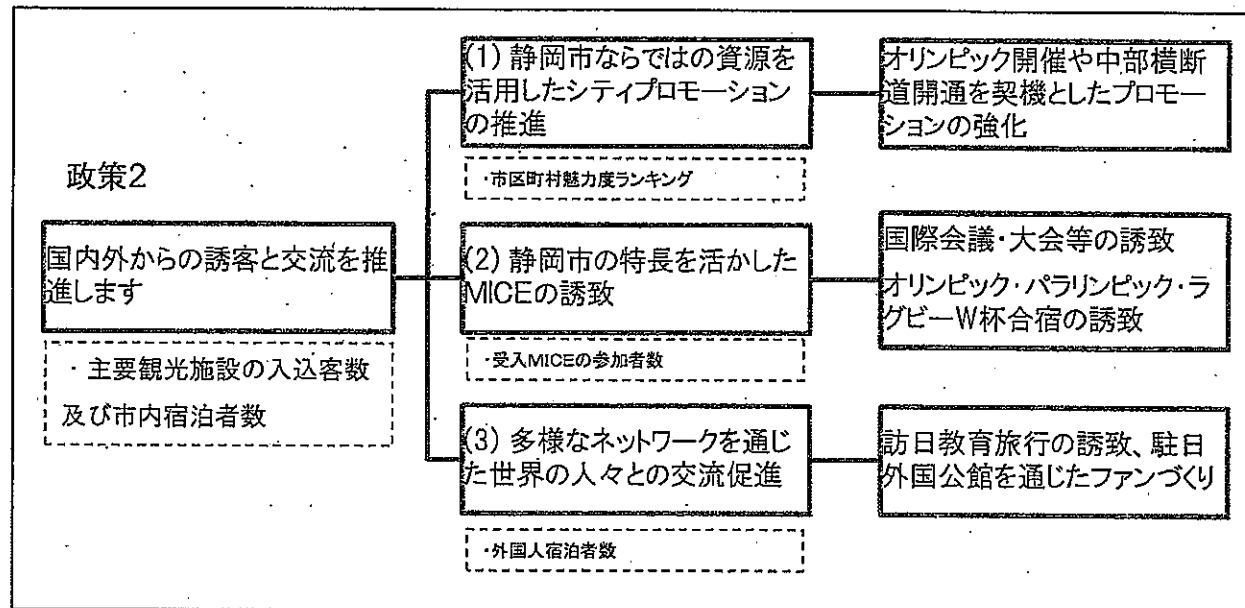 政策2
国内外からの誘客と交流を推
進します
・主要観光施設の入込客数
及び市内宿泊者数
(1) 静岡市ならではの資源を
活用したシティプロモーション
の推進
・市区町村魅力度ランキング
オリンピック開催や中部横断
道開通を契機としたプロモー
ションの強化
(2) 静岡市の特長を活かした
MICEの誘致
・受入MICEの参加者数
国際会議・大会等の誘致
オリンピック・パラリンピック・ラ
グビーW杯合宿の誘致
(3) 多様なネットワークを通じ
た世界の人々との交流促進
・外国人宿泊者数
訪日教育旅行の誘致、駐日
外国公館を通じたファンづくり